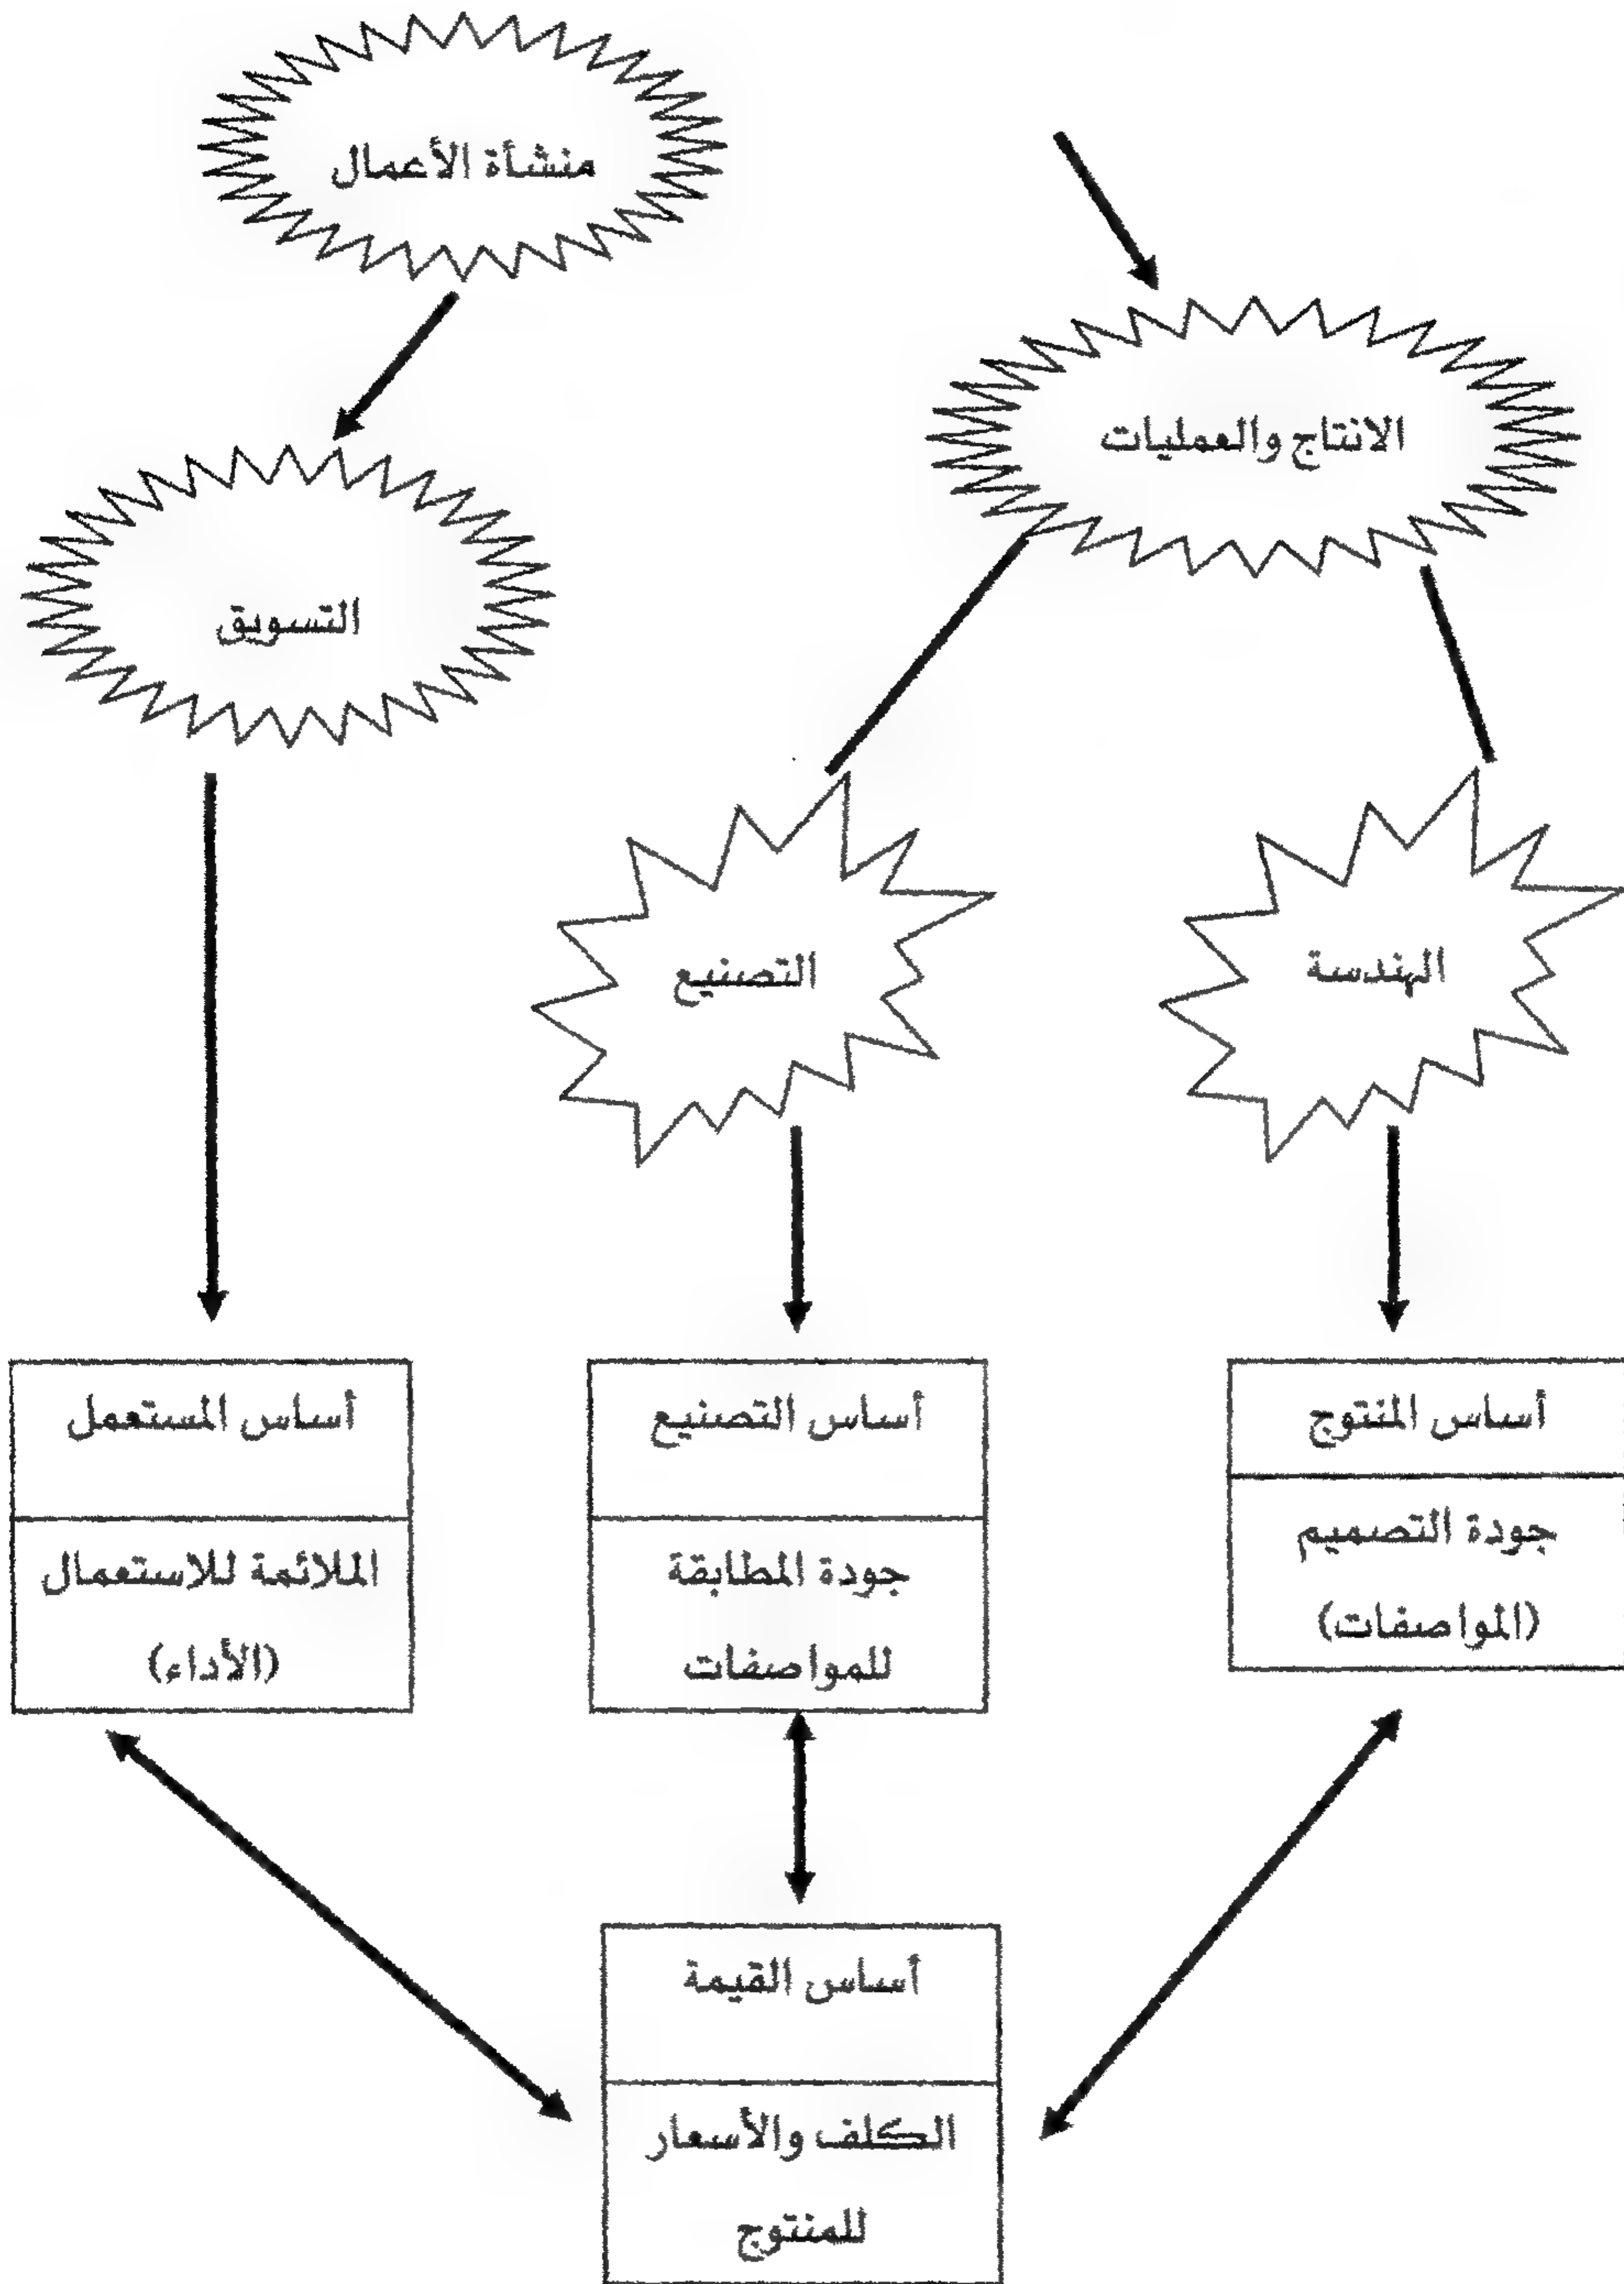 منشأة الأعمال
الانتاج والعمليات
التسويق
الهندسة
التصنيع
أساس المنتوج
جودة التصميم
(المواصفات)
أساس التصنيع
جودة المطابقة
للمواصفات
أساس المستعمل
الملائمة للاستعمال
(الأداء)
أساس القيمة
الكلف والأسعار
للمنتوج